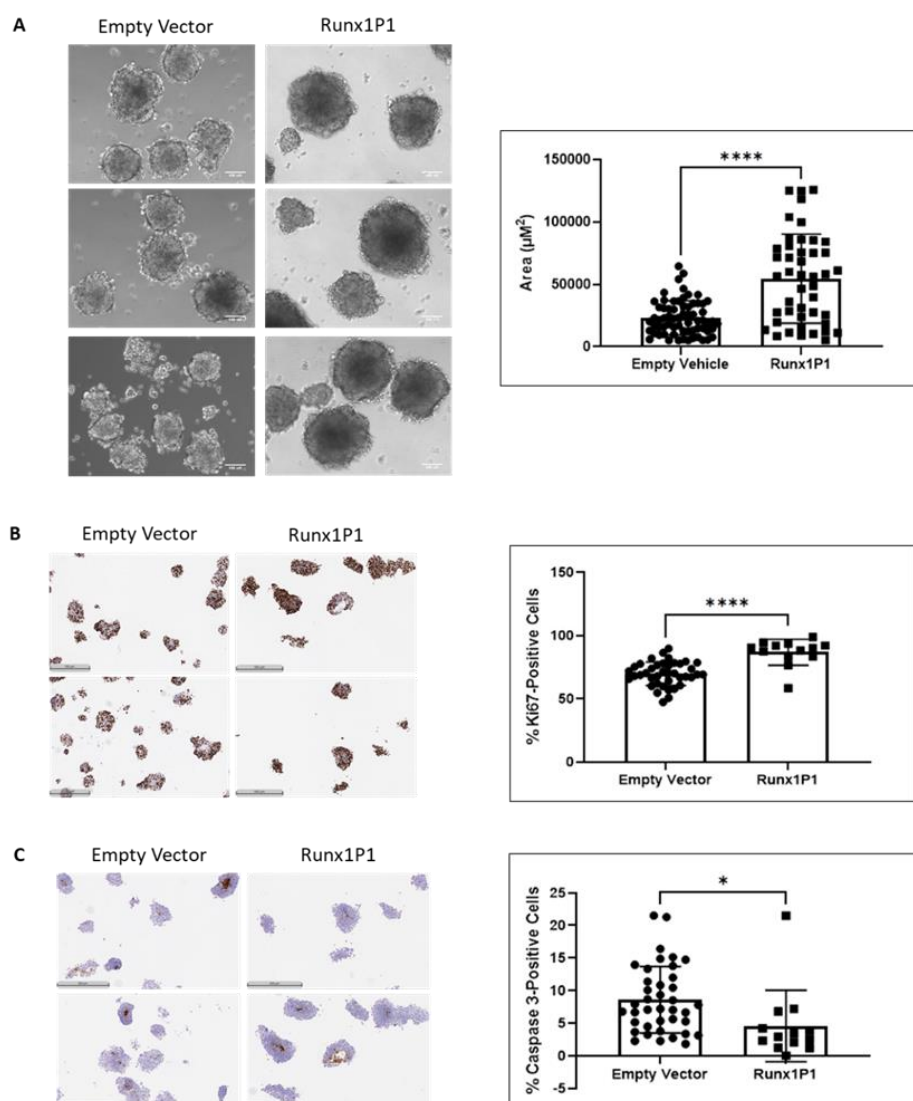 A
Empty Vector
Runx1P1
Area (µM²)
150000
100000
50000
0
****
Empty Vehicle
Runx1P1
B
Empty Vector
Runx1P1
% Ki67-Positive Cells
150
100
50
0
****
Empty Vector
Runx1P1
C
Empty Vector
Runx1P1
% Caspase 3-Positive Cells
25
20
15
10
5
0
-5
*
Empty Vector
Runx1P1